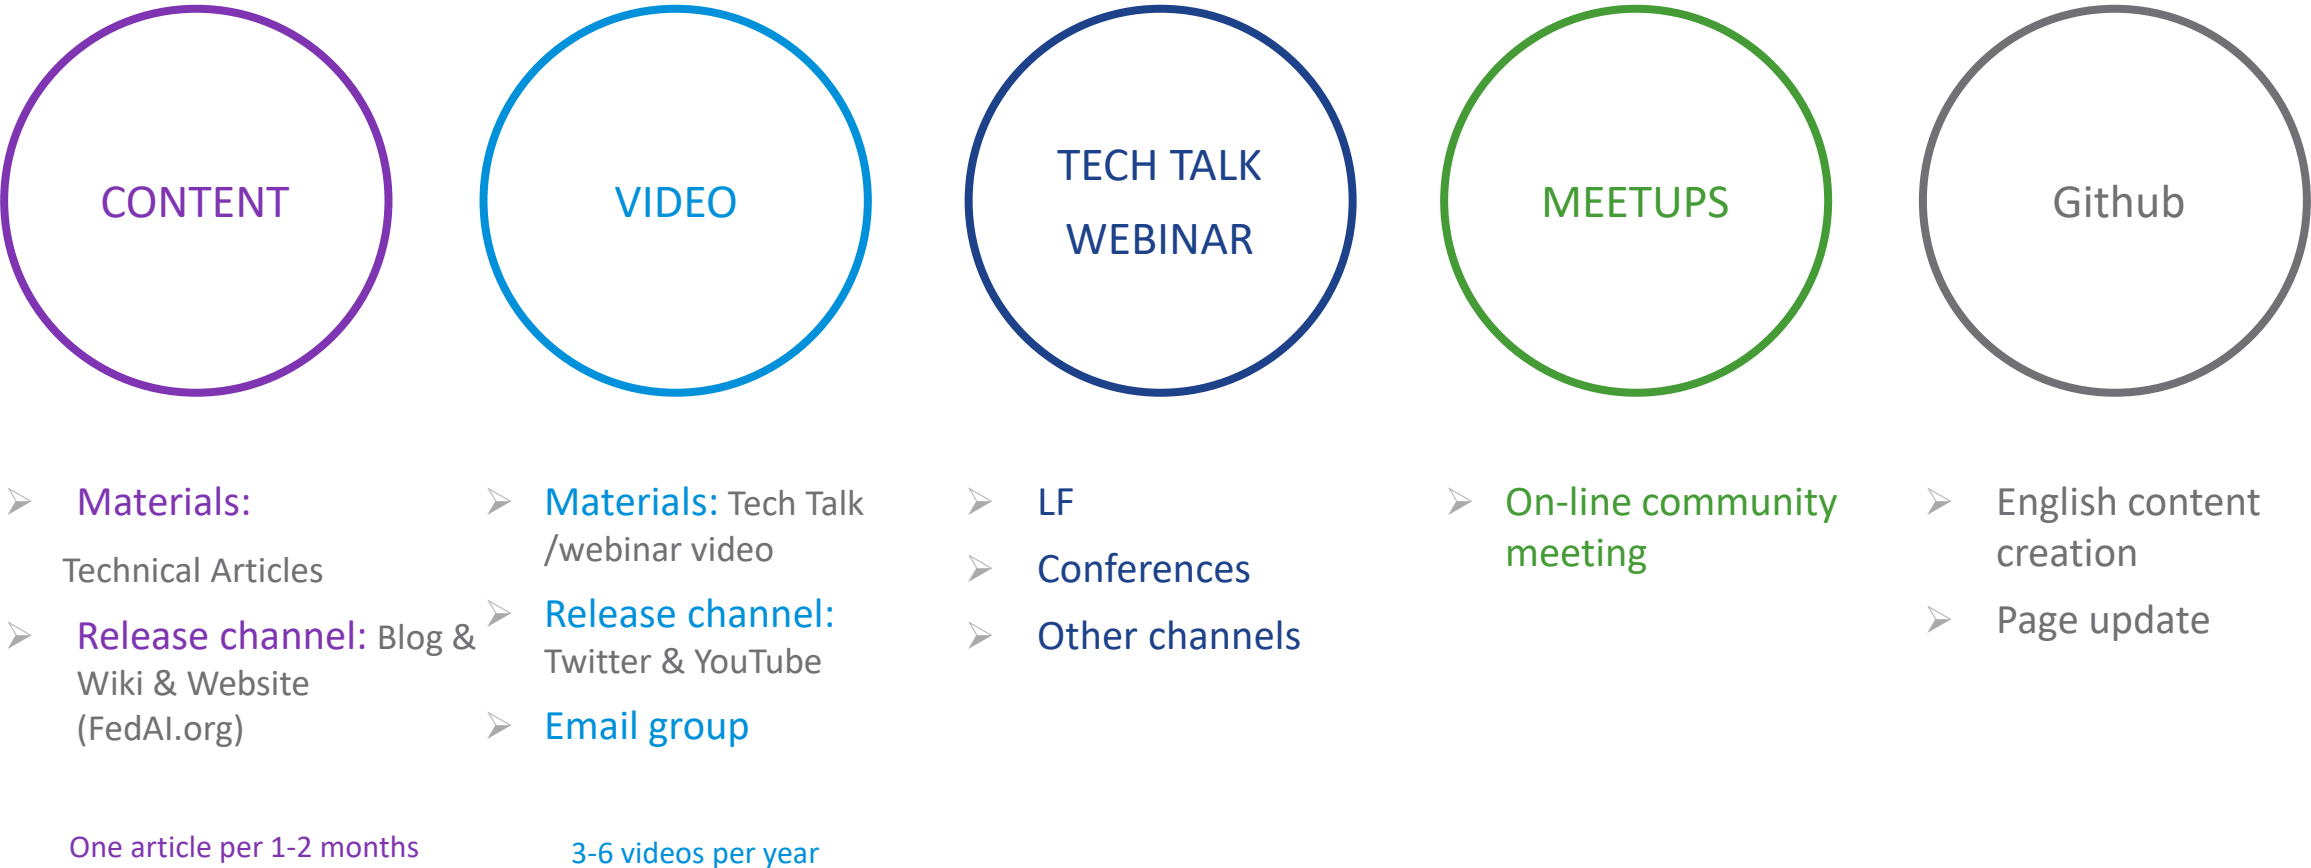 CONTENT
VIDEO
TECH TALK
WEBINAR
MEETUPS
Github
➢ Materials:
Technical Articles
➢ Release channel: Blog &
Wiki & Website
(FedAI.org)
One article per 1-2 months
➢ Materials: Tech Talk
/webinar video
➢ Release channel:
Twitter & YouTube
➢ Email group
3-6 videos per year
➢ LF
➢ Conferences
➢ Other channels
➢ On-line community
meeting
➢ English content
creation
➢ Page update